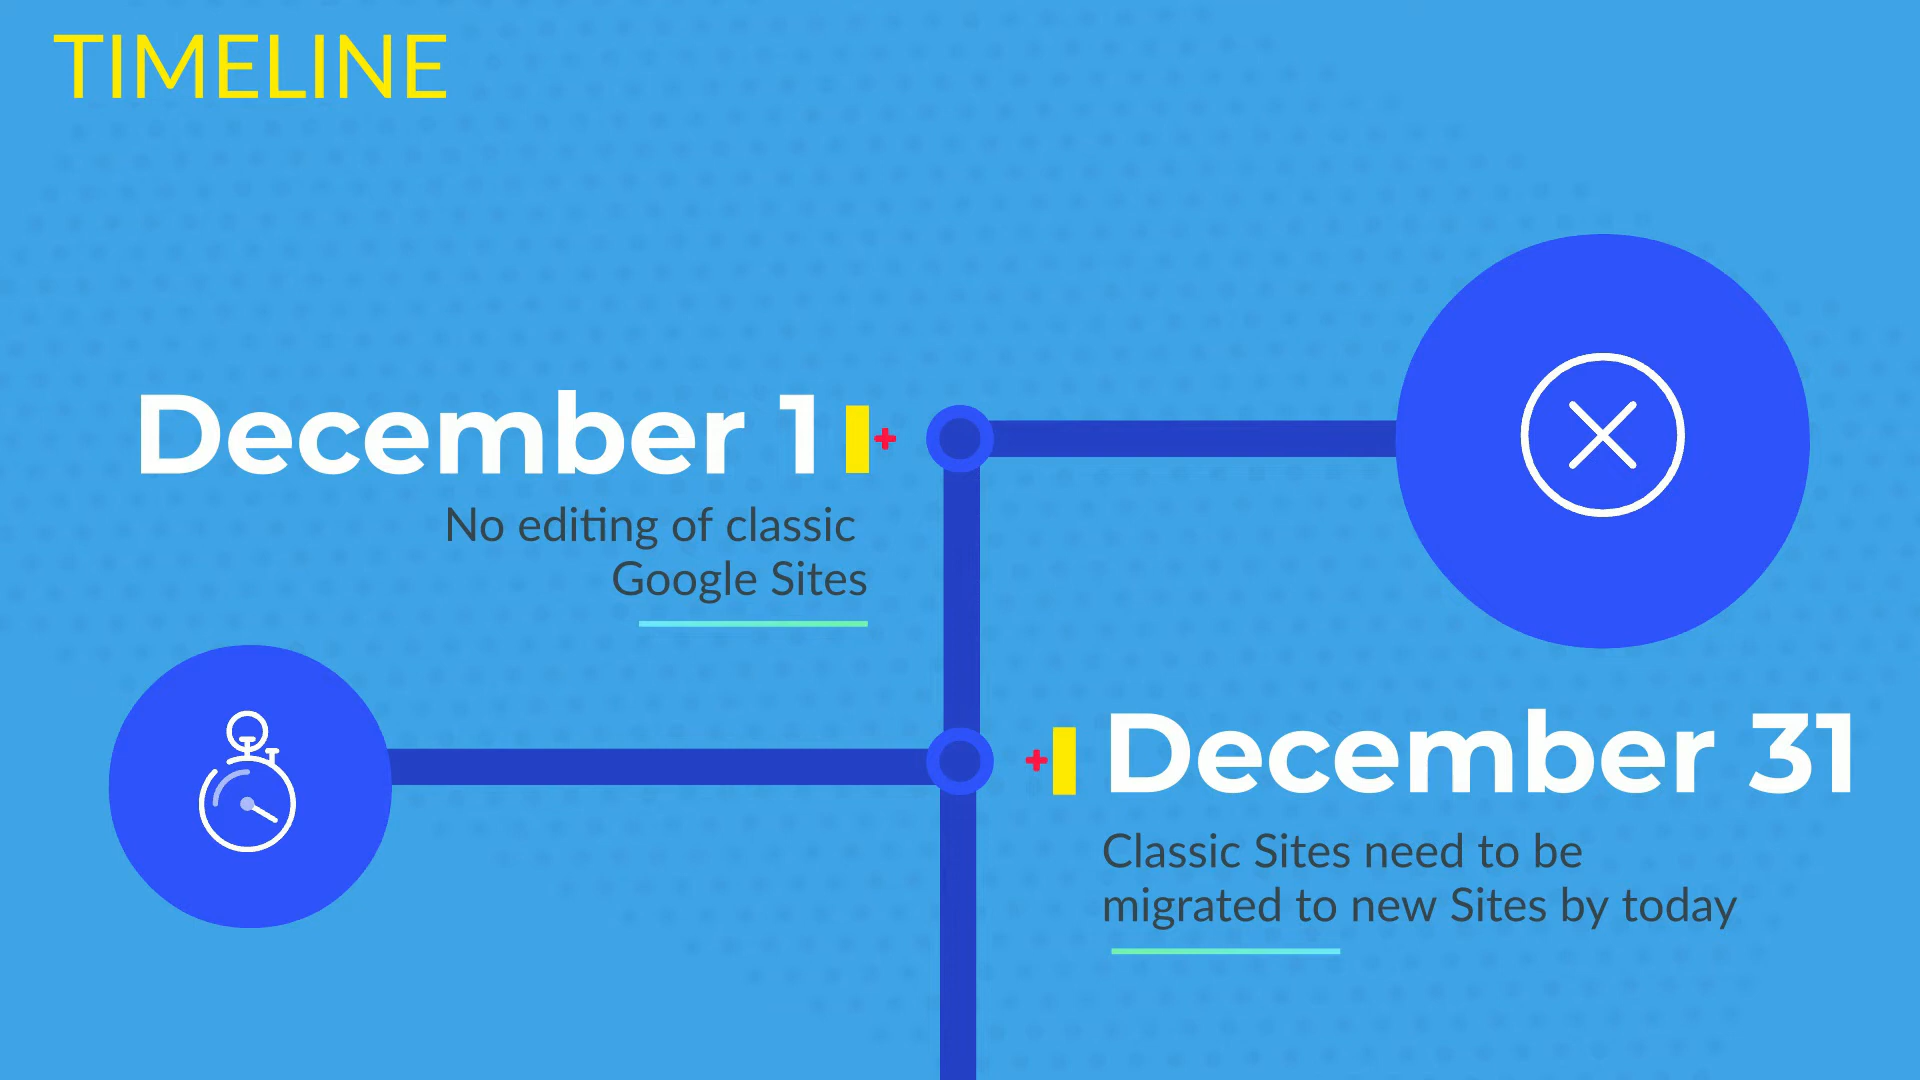 TIMELINE
December 1
No editing of classic
Google Sites
December 31
Classic Sites need to be
migrated to new Sites by today